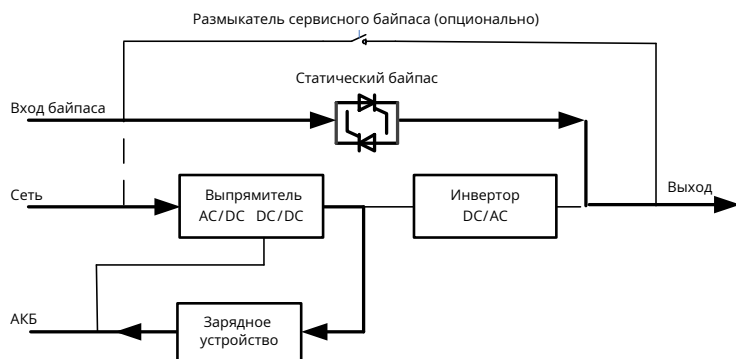 Размыкатель сервисного байпаса (опционально)
Статический байпас
Вход байпаса
Сеть
Выпрямитель
AC/DC DC/DC
Инвертор
DC/AC
Выход
АКБ
Зарядное
устройство